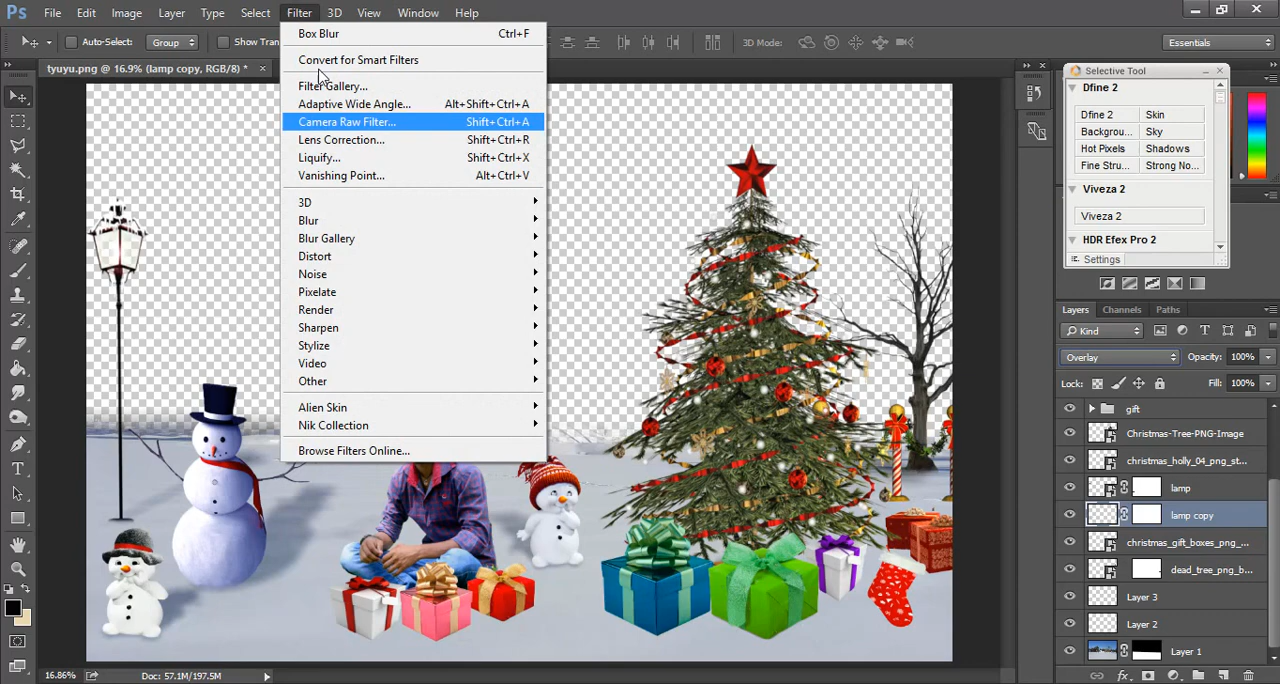 Ps File Edit Image Layer Type Select Filter 3D View Window Help
Auto-Select: Group Show Tran 3D Mode: Essentials
tyuyu.png @ 16.9% (lamp copy, RGB/8) *
Box Blur Ctrl+F
Convert for Smart Filters
Filter Gallery...
Adaptive Wide Angle... Alt+Shift+Ctrl+A
Camera Raw Filter... Shift+Ctrl+A
Lens Correction... Shift+Ctrl+R
Liquify... Shift+Ctrl+X
Vanishing Point... Alt+Ctrl+V
3D
Blur
Blur Gallery
Distort
Noise
Pixelate
Render
Sharpen
Stylize
Video
Other
Alien Skin
Nik Collection
Browse Filters Online...
Selective Tool
Dfine 2
Dfine 2 Skin
Backgrou... Sky
Hot Pixels Shadows
Fine Stru... Strong No...
Viveza 2
Viveza 2
HDR Efex Pro 2
Settings
Layers Channels Paths
Kind
Overlay Opacity: 100%
Lock: Fill: 100%
gift
Christmas-Tree-PNG-Image
christmas_holly_04_png_st...
lamp
lamp copy
christmas_gift_boxes_png_...
dead_tree_png_b...
Layer 3
Layer 2
Layer 1
16.86% Doc: 57.1M/197.5M